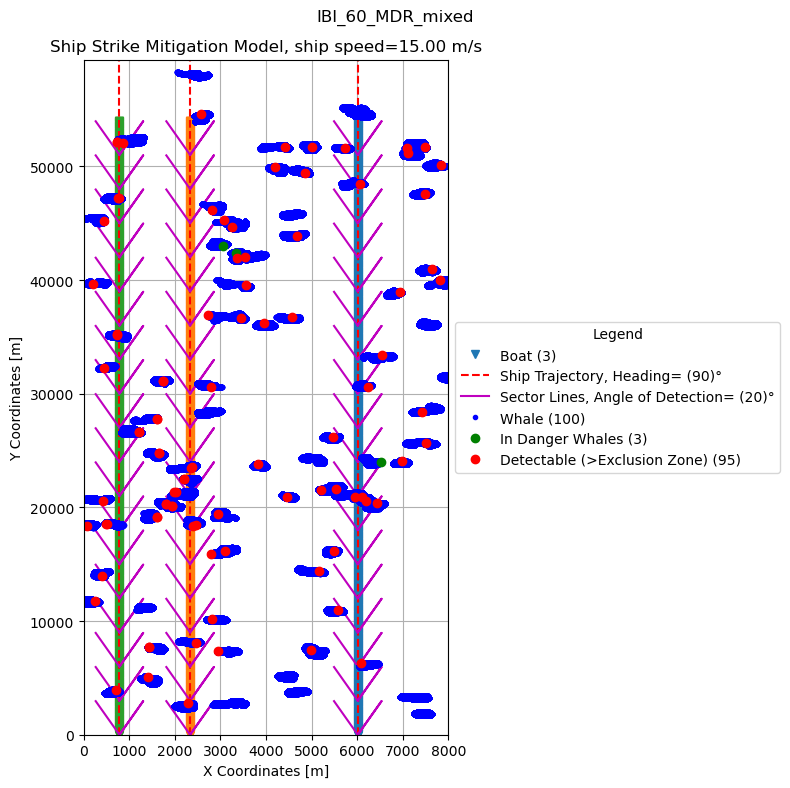 IBI_60_MDR_mixed
Ship Strike Mitigation Model, ship speed=15.00 m/s
50000
40000
30000
20000
10000
0
Y Coordinates [m]
0 1000 2000 3000 4000 5000 6000 7000 8000
X Coordinates [m]
Legend
Boat (3)
Ship Trajectory, Heading= (90)°
Sector Lines, Angle of Detection= (20)°
Whale (100)
In Danger Whales (3)
Detectable (>Exclusion Zone) (95)